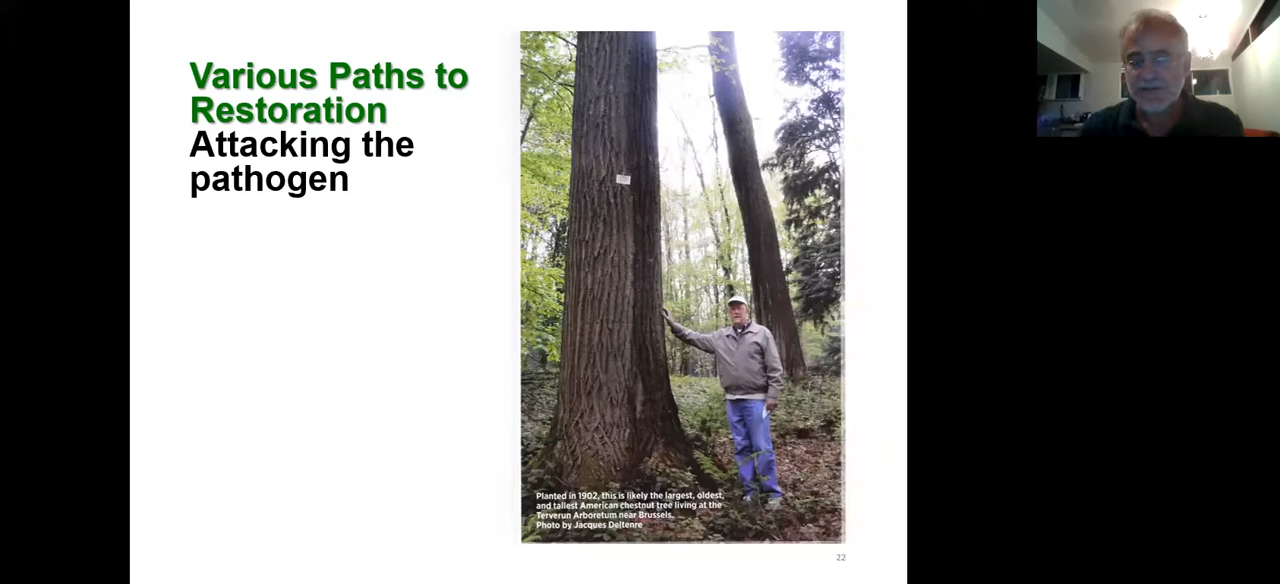 Various Paths to
Restoration
Attacking the
pathogen
Planted in 1902, this is likely the largest, oldest,
and tallest American chestnut tree living at the
Terverun Arboretum near Brussels.
Photo by Jacques Deltenre
22